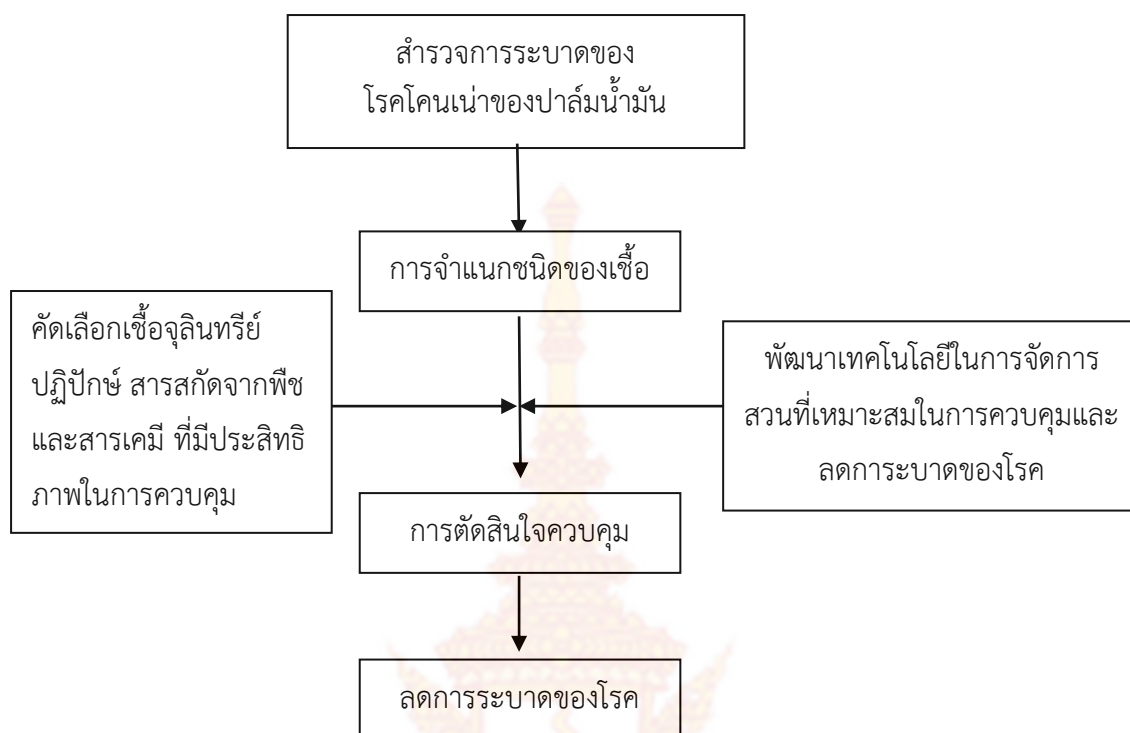 สำรวจการระบาดของ
โรคโคนเน่าของปาล์มน้ำมัน
การจำแนกชนิดของเชื้อ
คัดเลือกเชื้อจุลินทรีย์
ปฏิปักษ์ สารสกัดจากพืช
และสารเคมี ที่มีประสิทธิ
ภาพในการควบคุม
พัฒนาเทคโนโลยีในการจัดการ
สวนที่เหมาะสมในการควบคุมและ
ลดการะบาดของโรค
การตัดสินใจควบคุม
ลดการระบาดของโรค